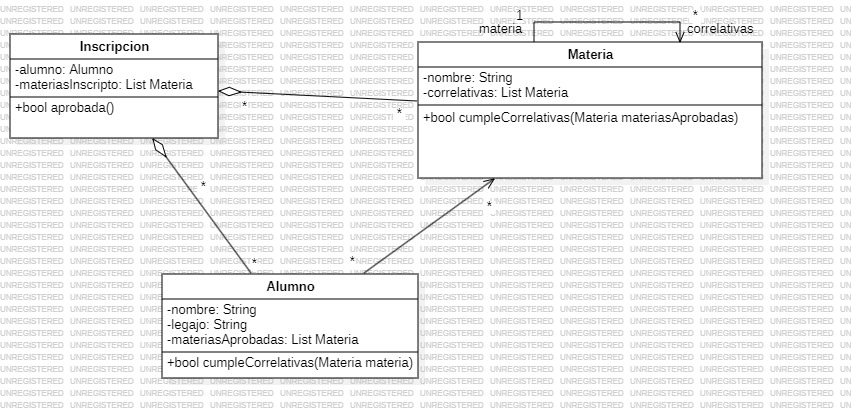 Inscripcion
-alumno: Alumno
-materiasInscripto: List Materia
+bool aprobada()
1
materia
*
correlativas
Materia
-nombre: String
-correlativas: List Materia
+bool cumpleCorrelativas(Materia materiasAprobadas)
*
*
*
*
*
*
Alumno
-nombre: String
-legajo: String
-materiasAprobadas: List Materia
+bool cumpleCorrelativas(Materia materia)
UNREGISTERED